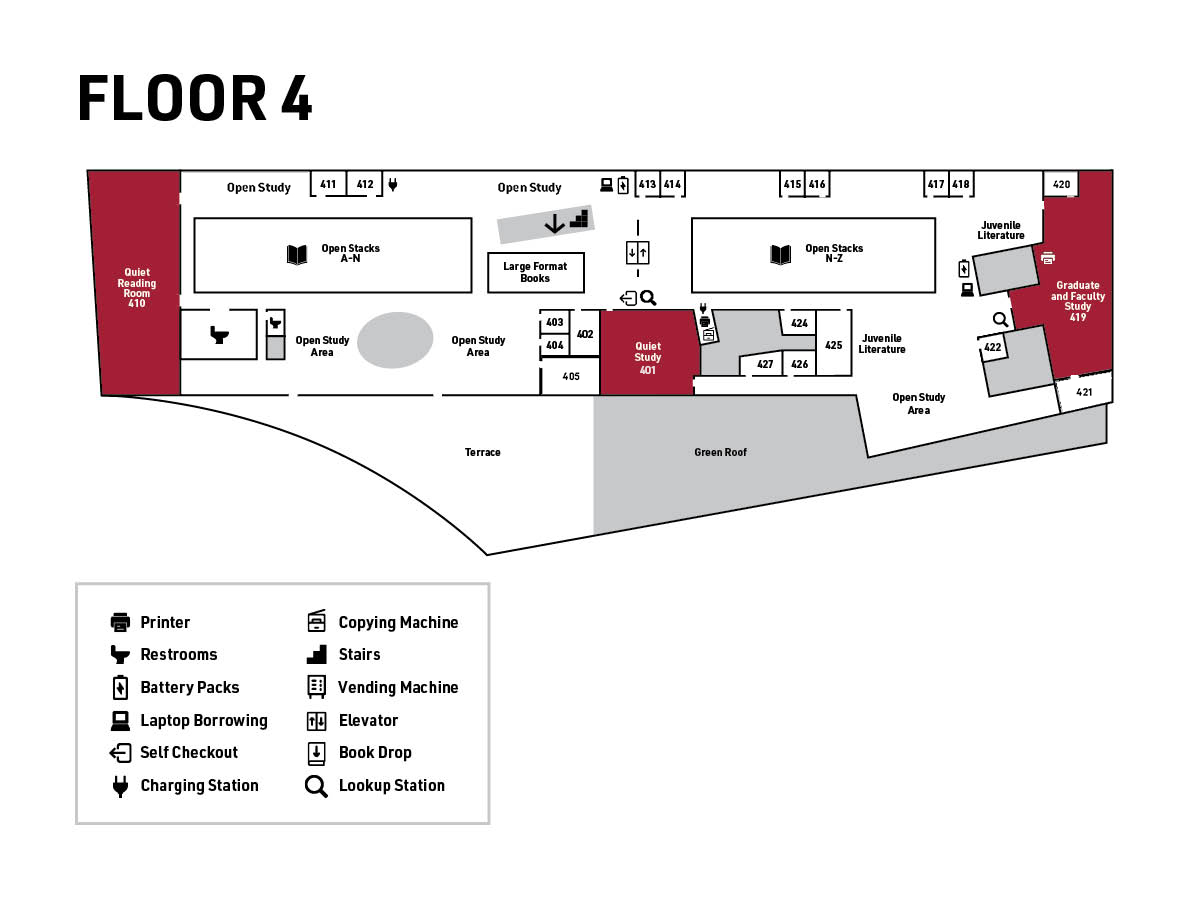 FLOOR 4
Open Study
411
412
Open Study
413
414
415
416
417
418
420
Open Stacks
A-N
Large Format
Books
Open Stacks
N-Z
Juvenile
Literature
Quiet
Reading
Room
410
Graduate
and Faculty
Study
419
Open Study
Area
Open Study
Area
403
404
402
405
Quiet
Study
401
424
425
427
426
Juvenile
Literature
422
421
Open Study
Area
Terrace
Green Roof
Printer
Restrooms
Battery Packs
Laptop Borrowing
Self Checkout
Charging Station
Copying Machine
Stairs
Vending Machine
Elevator
Book Drop
Lookup Station